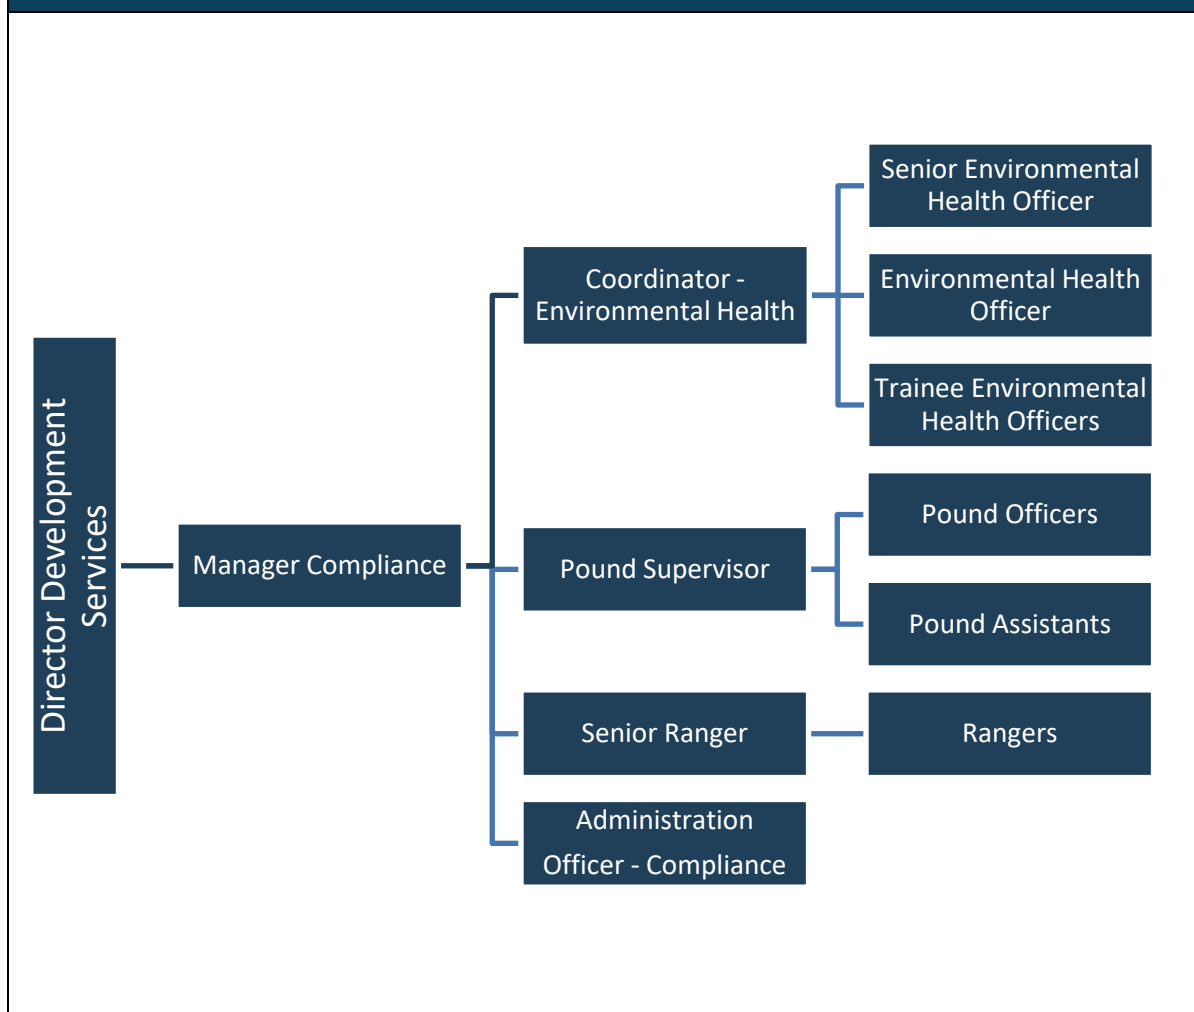 Director Development
Services
Manager Compliance
Coordinator -
Environmental Health
Senior Environmental
Health Officer
Environmental Health
Officer
Trainee Environmental
Health Officers
Pound Supervisor
Pound Officers
Pound Assistants
Senior Ranger
Rangers
Administration
Officer - Compliance